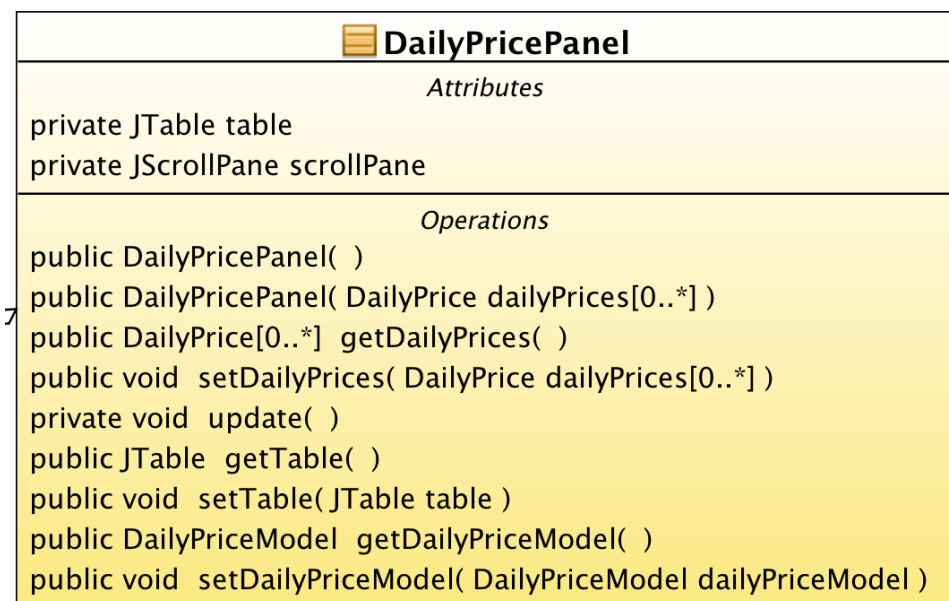 DailyPricePanel
Attributes
private JTable table
private JScrollPane scrollPane
Operations
public DailyPricePanel( )
public DailyPricePanel( DailyPrice dailyPrices[0..*] )
public DailyPrice[0..*]  getDailyPrices( )
public void  setDailyPrices( DailyPrice dailyPrices[0..*] )
private void  update( )
public JTable  getTable( )
public void  setTable( JTable table )
public DailyPriceModel  getDailyPriceModel( )
public void  setDailyPriceModel( DailyPriceModel dailyPriceModel )